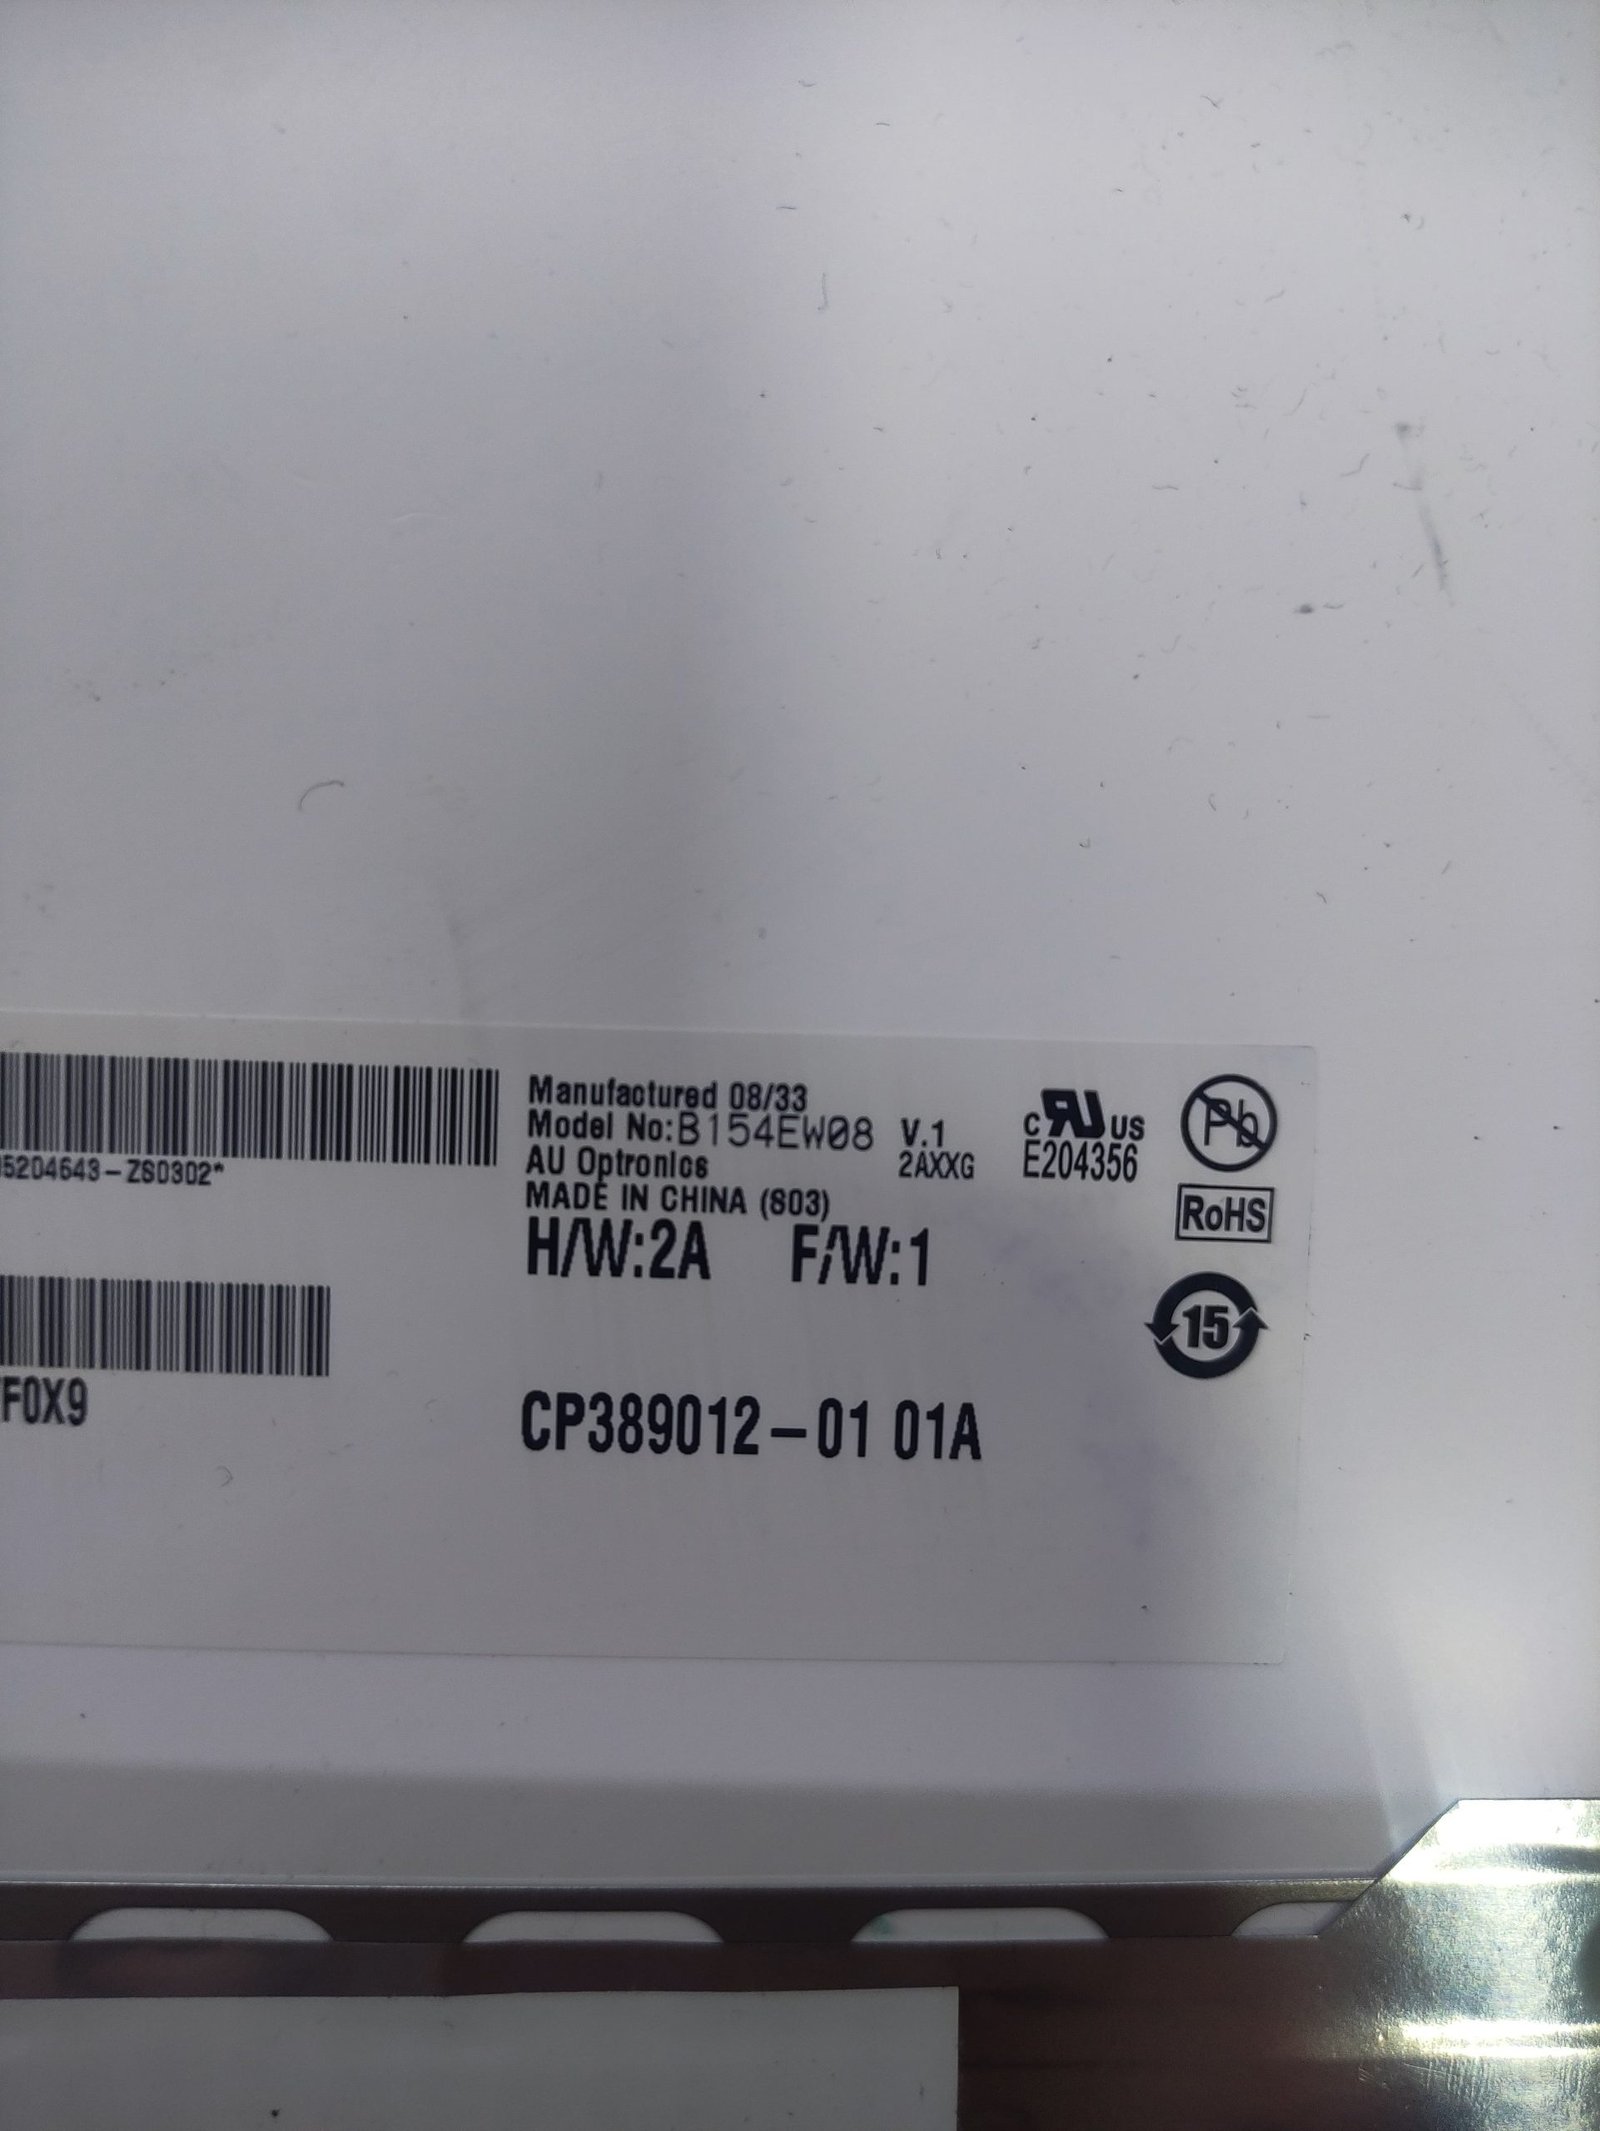 5204643-ZS0302*
F0X9
Manufactured 08/33
Model No:B154EW08 V.1
AU Optronics 2AXXG
MADE IN CHINA (S03)
H/W:2A F/W:1
CP389012-01 01A
c RU US
E204356
Pb
RoHS
15